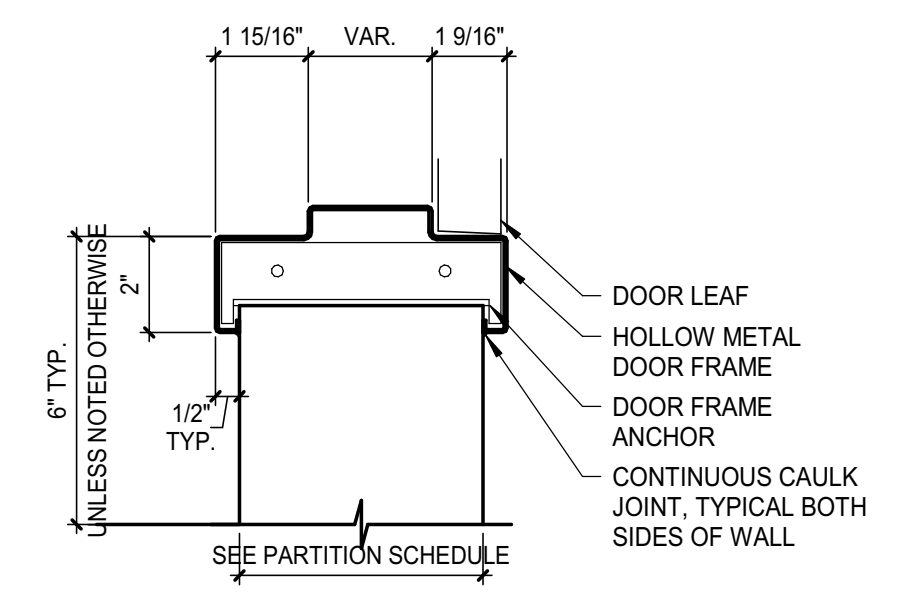 1 15/16"
VAR.
1 9/16"
6" TYP.
UNLESS NOTED OTHERWISE
2"
1/2"
TYP.
SEE PARTITION SCHEDULE
DOOR LEAF
HOLLOW METAL
DOOR FRAME
DOOR FRAME
ANCHOR
CONTINUOUS CAULK
JOINT, TYPICAL BOTH
SIDES OF WALL